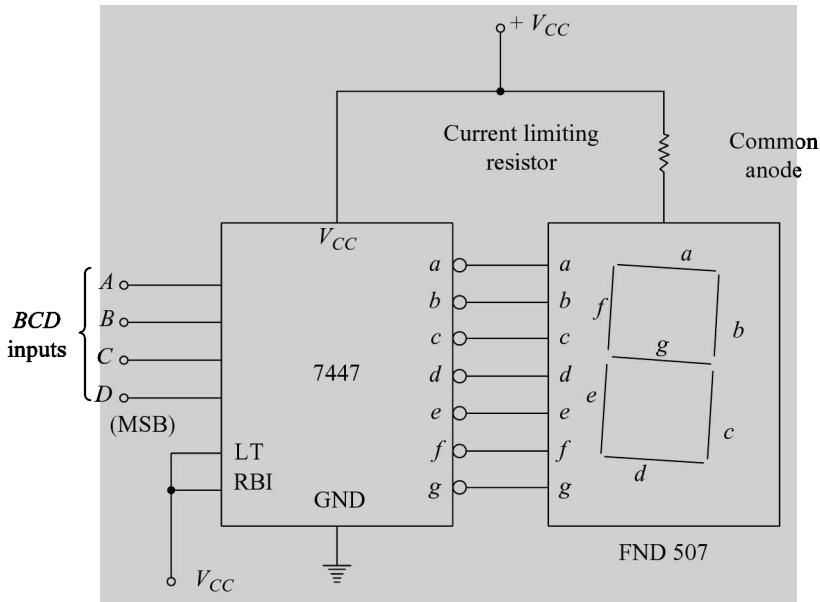 + VCC
Current limiting
resistor
Common
anode
VCC
BCD
inputs
A
B
C
D
(MSB)
LT
RBI
7447
GND
a
b
c
d
e
f
g
a
b
c
d
e
f
g
a
f
b
g
e
c
d
FND 507
VCC